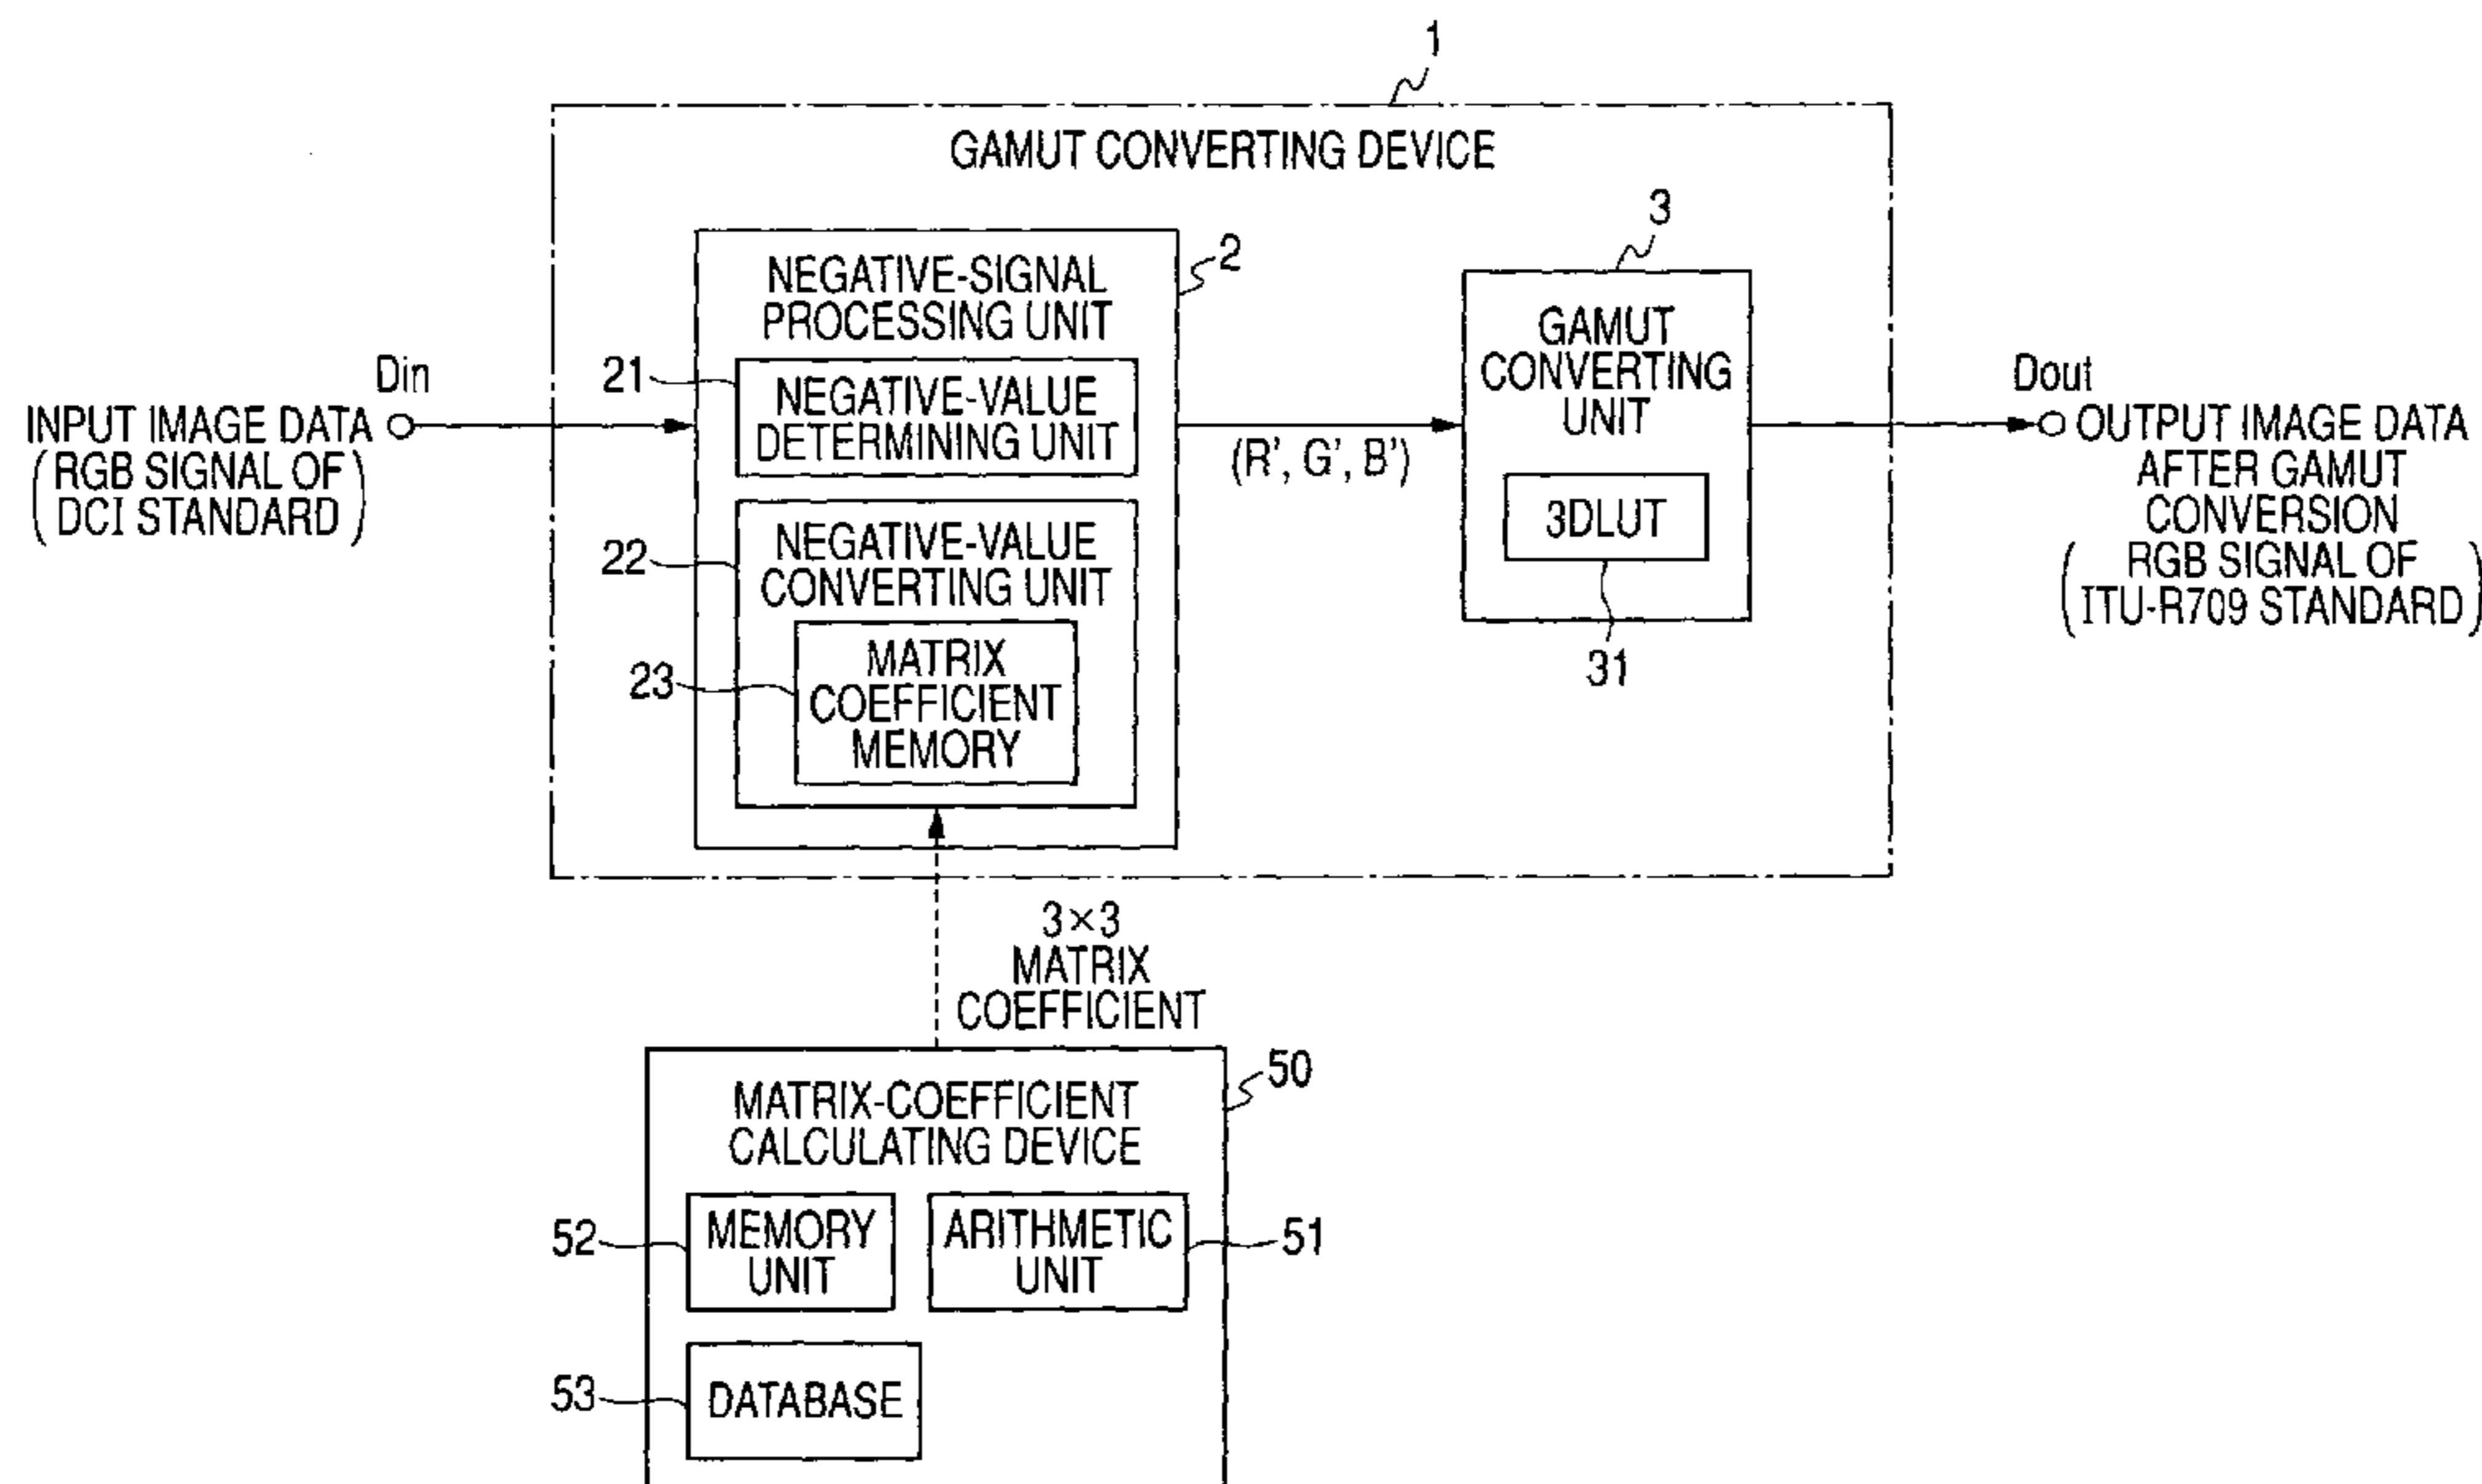 1
GAMUT CONVERTING DEVICE
3
2
NEGATIVE-SIGNAL
PROCESSING UNIT
GAMUT
CONVERTING
UNIT
Din
21
NEGATIVE-VALUE
DETERMINING UNIT
Dout
INPUT IMAGE DATA
(RGB SIGNAL OF
DCI STANDARD)
(R', G', B')
3DLUT
31
OUTPUT IMAGE DATA
AFTER GAMUT
CONVERSION
(RGB SIGNAL OF
ITU-R709 STANDARD)
22
NEGATIVE-VALUE
CONVERTING UNIT
23
MATRIX
COEFFICIENT
MEMORY
3×3
MATRIX
COEFFICIENT
50
MATRIX-COEFFICIENT
CALCULATING DEVICE
52
MEMORY
UNIT
ARITHMETIC
UNIT
51
53
DATABASE